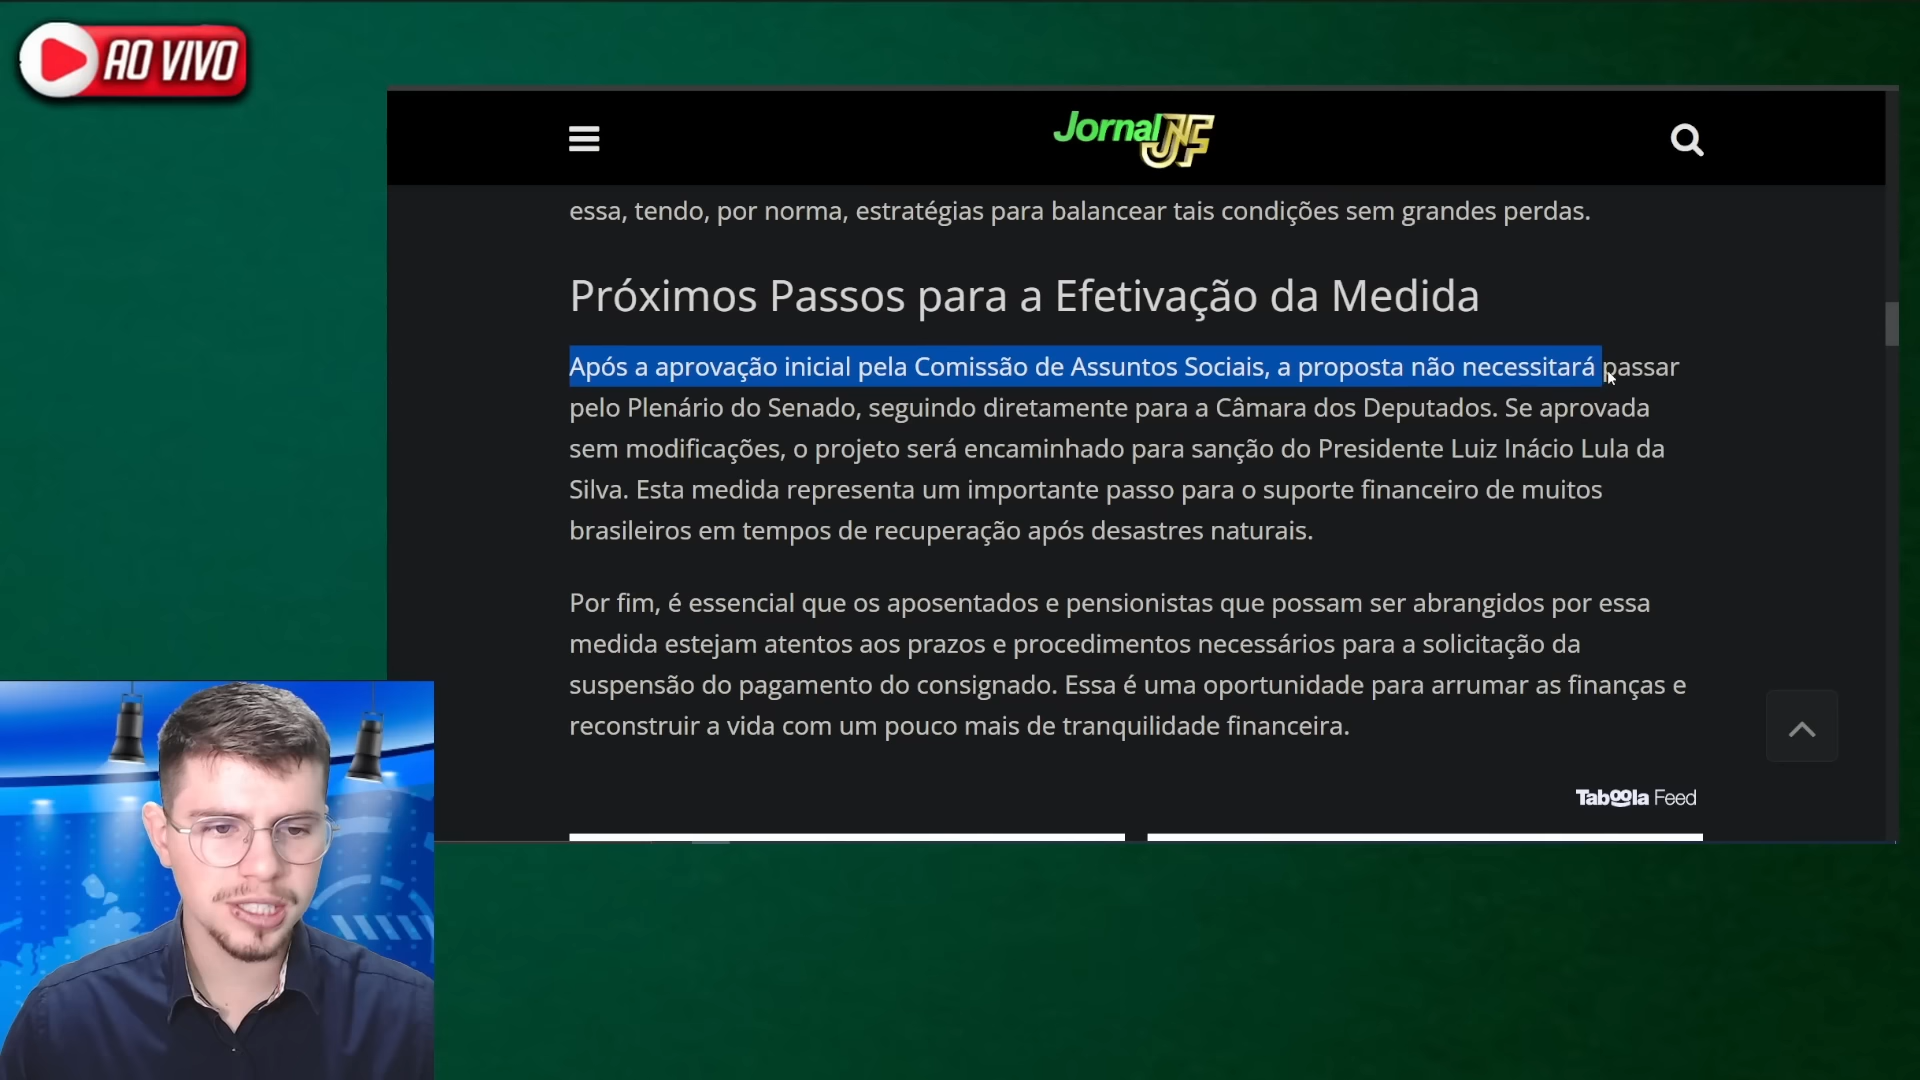 AO VIVO
Jornal JF
essa, tendo, por norma, estratégias para balancear tais condições sem grandes perdas.
Próximos Passos para a Efetivação da Medida
Após a aprovação inicial pela Comissão de Assuntos Sociais, a proposta não necessitará passar
pelo Plenário do Senado, seguindo diretamente para a Câmara dos Deputados. Se aprovada
sem modificações, o projeto será encaminhado para sanção do Presidente Luiz Inácio Lula da
Silva. Esta medida representa um importante passo para o suporte financeiro de muitos
brasileiros em tempos de recuperação após desastres naturais.
Por fim, é essencial que os aposentados e pensionistas que possam ser abrangidos por essa
medida estejam atentos aos prazos e procedimentos necessários para a solicitação da
suspensão do pagamento do consignado. Essa é uma oportunidade para arrumar as finanças e
reconstruir a vida com um pouco mais de tranquilidade financeira.
Taboola Feed